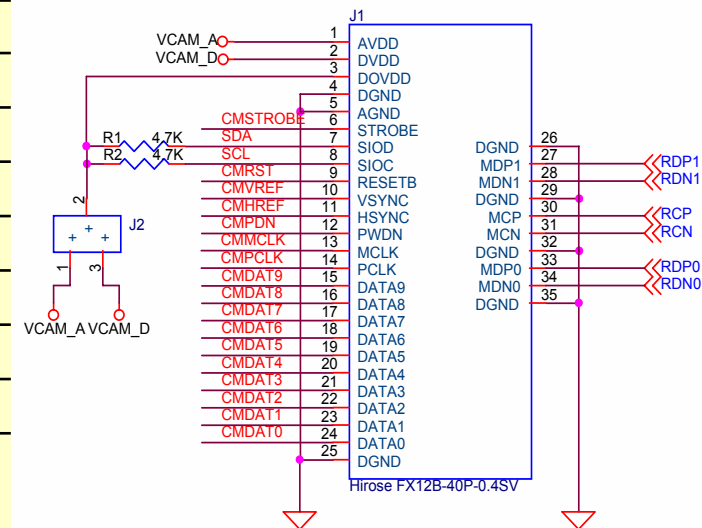 J1
VCAM_A 1 AVDD
VCAM_D 2 DVDD
3 DOVDD
4 DGND
5 AGND
CMSTROBE 6 STROBE
R1 4.7K SDA 7 SIOD DGND 26
R2 4.7K SCL 8 SIOC MDP1 27 RDP1
CMRST 9 RESETB MDN1 28 RDN1
CMVREF 10 VSYNC DGND 29
CMHREF 11 HSYNC MCP 30 RCP
CMPDN 12 PWDN MCN 31 RCN
CMMCLK 13 MCLK DGND 32
CMPCLK 14 PCLK MDP0 33 RDP0
CMDAT9 15 DATA9 MDN0 34 RDN0
CMDAT8 16 DATA8 DGND 35
CMDAT7 17 DATA7
CMDAT6 18 DATA6
CMDAT5 19 DATA5
CMDAT4 20 DATA4
CMDAT3 21 DATA3
CMDAT2 22 DATA2
CMDAT1 23 DATA1
CMDAT0 24 DATA0
25 DGND
Hirose FX12B-40P-0.4SV
2
J2
+ + +
1 3
VCAM_A VCAM_D